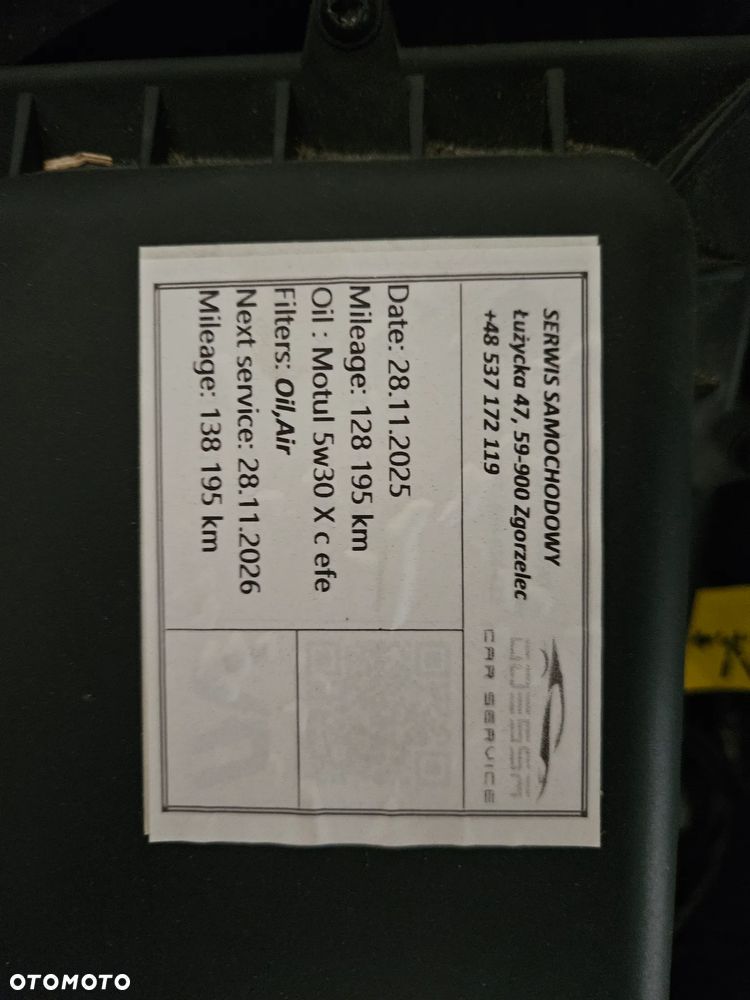 SERWIS SAMOCHODOWY
Łużycka 47, 59-900 Zgorzelec
+48 537 172 119
CAR SERVICE
Date: 28.11.2025
Mileage: 128 195 km
Oil : Motul 5w30 X c efe
Filters: Oil,Air
Next service: 28.11.2026
Mileage: 138 195 km
OTOMOTO